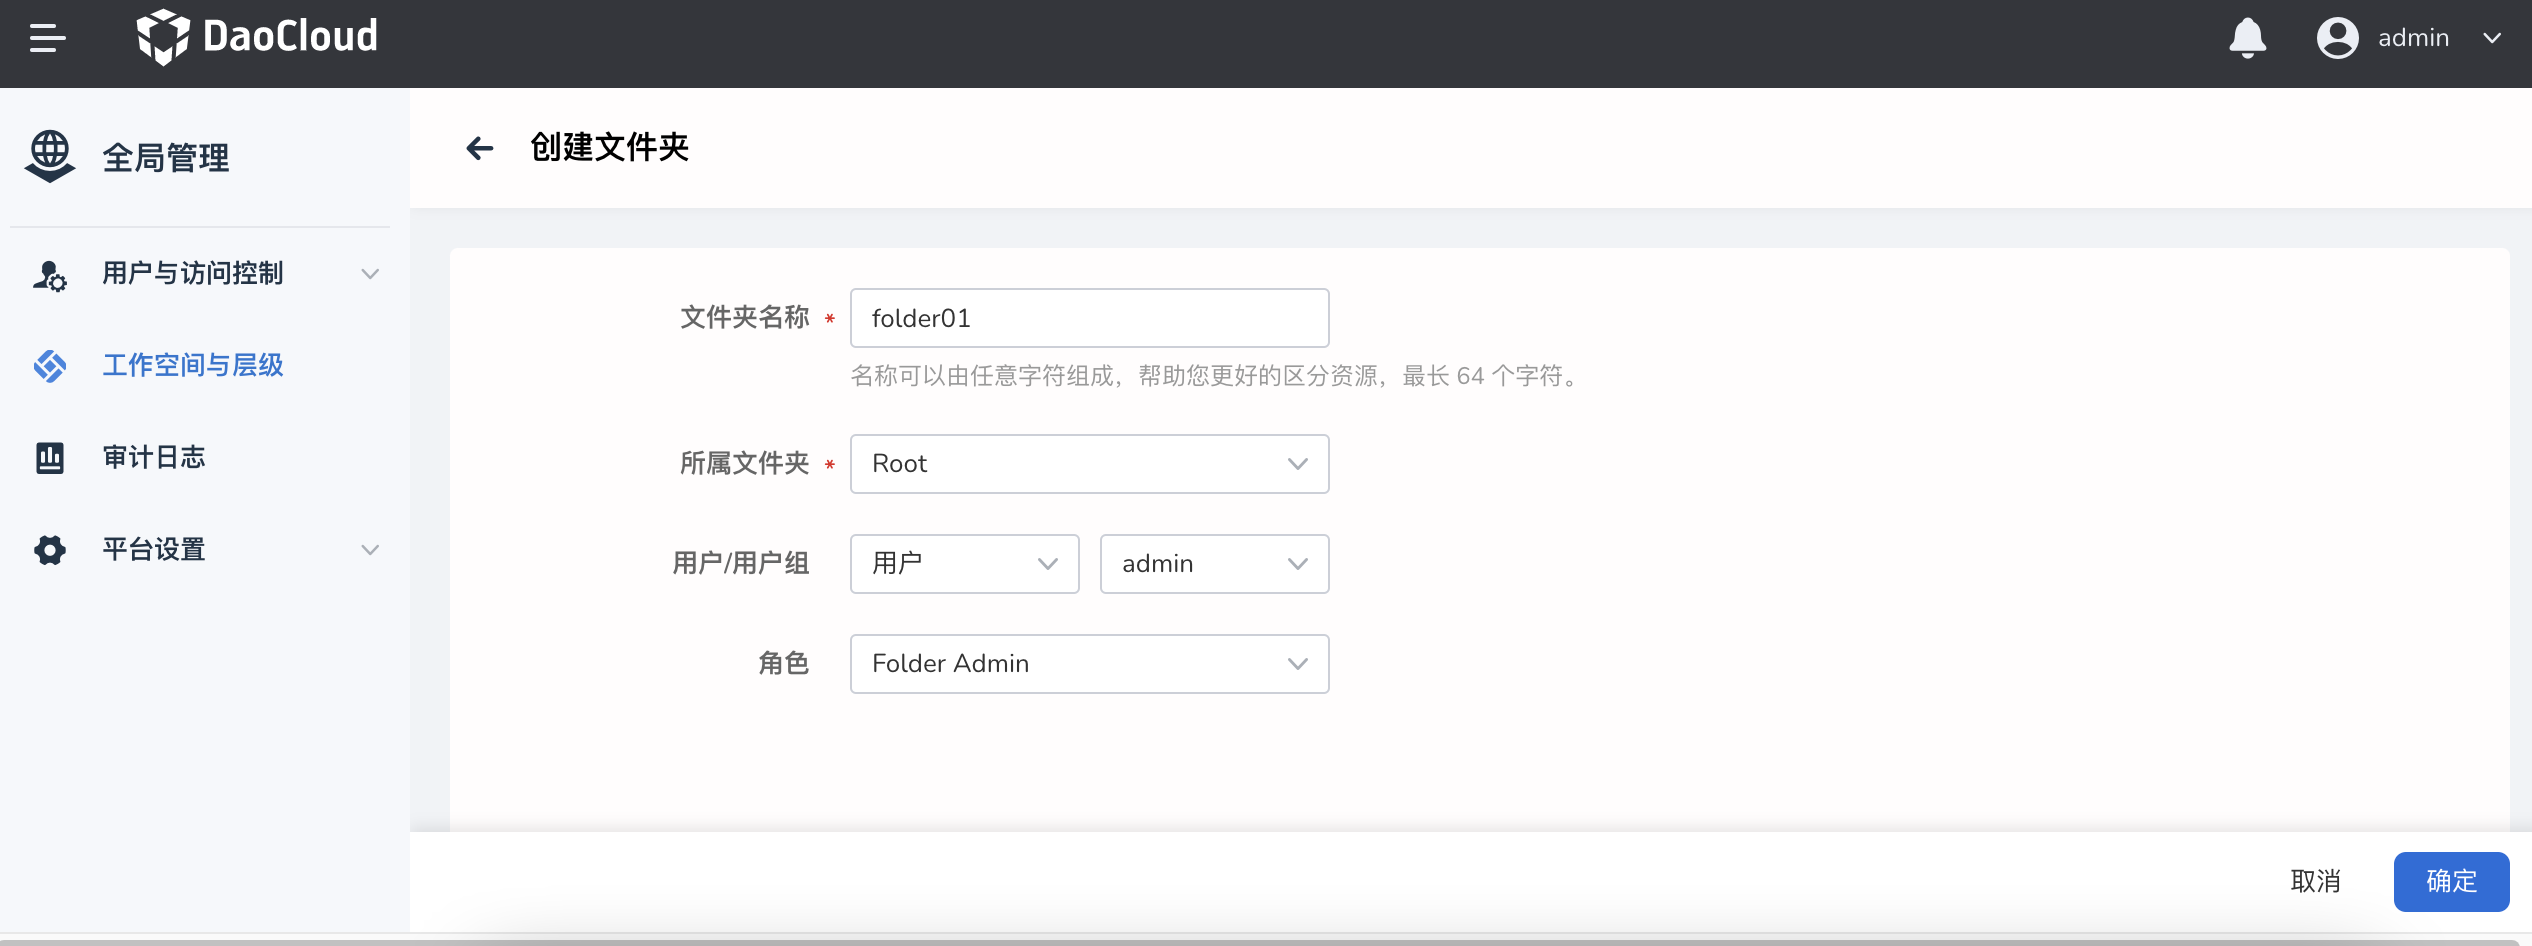 DaoCloud
admin
全局管理
用户与访问控制
工作空间与层级
审计日志
平台设置
创建文件夹
文件夹名称 * folder01
名称可以由任意字符组成，帮助您更好的区分资源，最长 64 个字符。
所属文件夹 * Root
用户/用户组 用户 admin
角色 Folder Admin
取消 确定